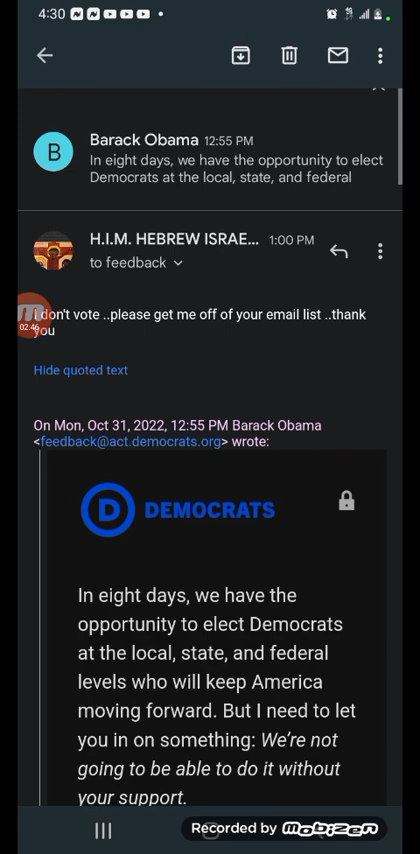 4:30
B
Barack Obama 12:55 PM
In eight days, we have the opportunity to elect
Democrats at the local, state, and federal
H.I.M. HEBREW ISRAE... 1:00 PM
to feedback
don't vote ..please get me off of your email list ..thank
you
02:46
Hide quoted text
On Mon, Oct 31, 2022, 12:55 PM Barack Obama
<feedback@act.democrats.org> wrote:
D DEMOCRATS
In eight days, we have the
opportunity to elect Democrats
at the local, state, and federal
levels who will keep America
moving forward. But I need to let
you in on something: We're not
going to be able to do it without
your support.
Recorded by mobizen